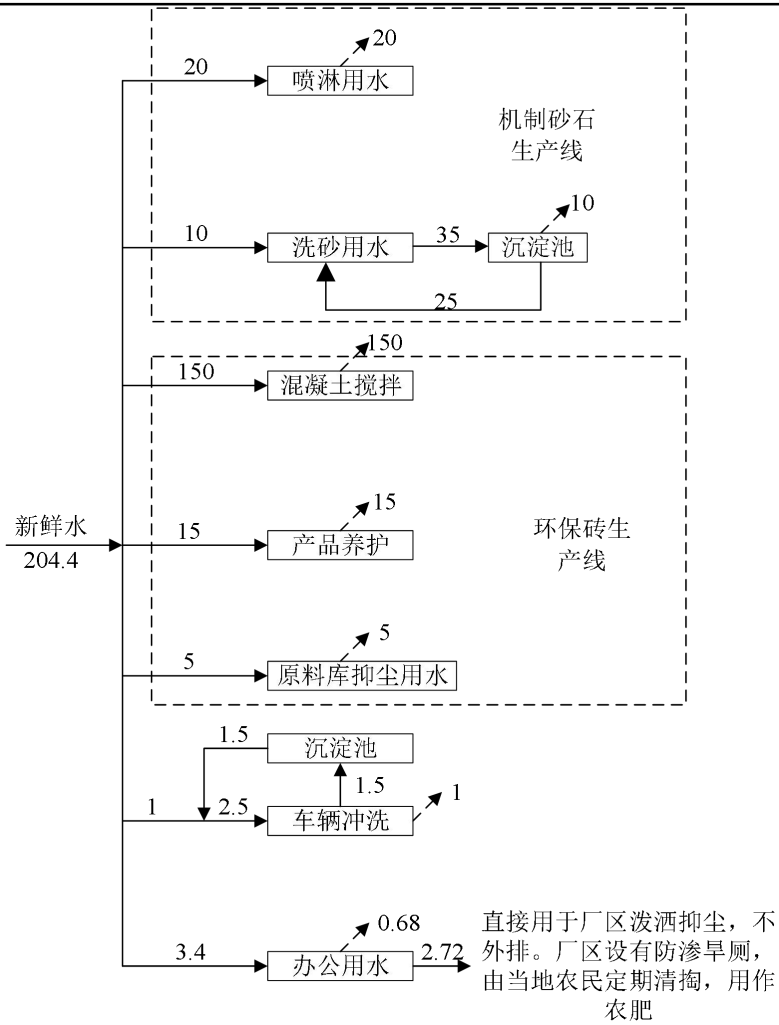 20
20
喷淋用水
机制砂石
生产线
10
10
洗砂用水
35
沉淀池
25
150
150
混凝土搅拌
15
新鲜水
204.4
15
产品养护
环保砖生
产线
5
5
原料库抑尘用水
1.5
沉淀池
1.5
1
2.5
车辆冲洗
1
0.68
3.4
办公用水
2.72
直接用于厂区泼洒抑尘，不
外排。厂区设有防渗旱厕，
由当地农民定期清掏，用作
农肥